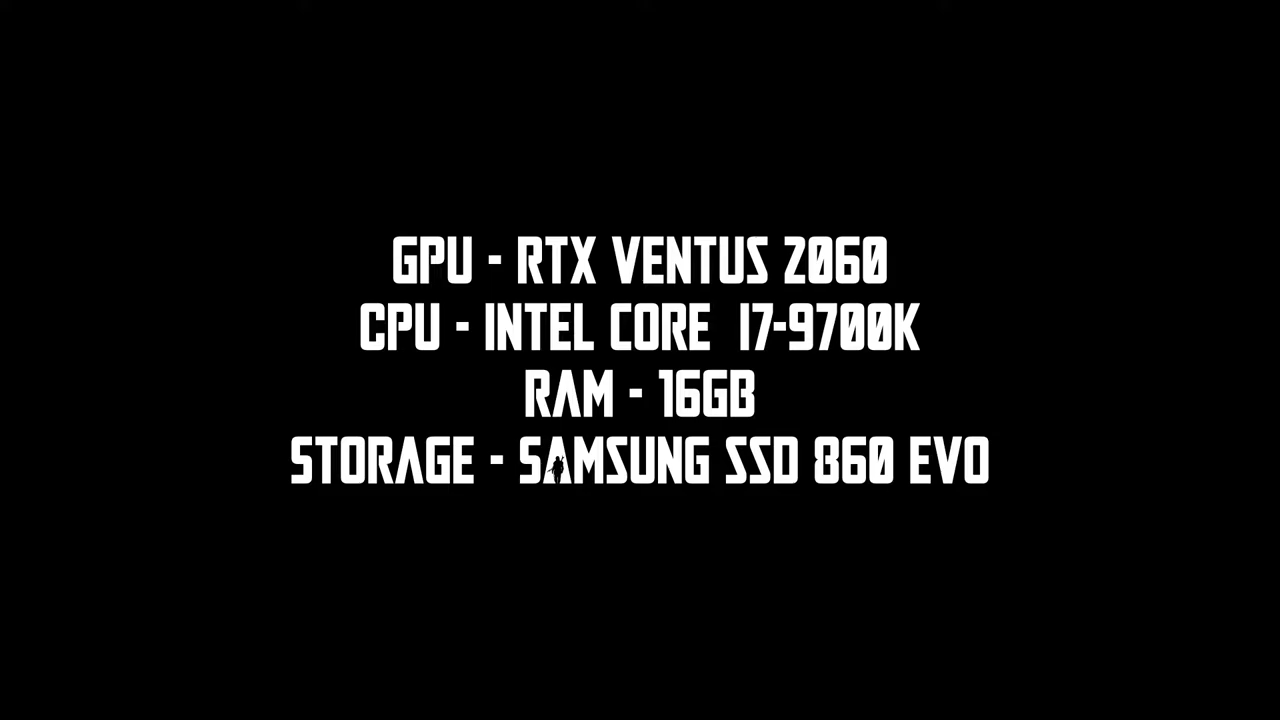 GPU - RTX VENTUS 2060
CPU - INTEL CORE I7-9700K
RAM - 16GB
STORAGE - SAMSUNG SSD 860 EVO